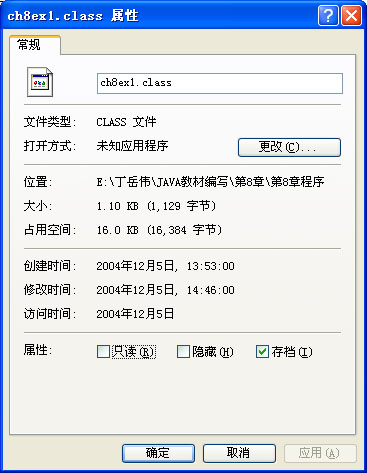 ch8ex1.class 属性
常规
ch8ex1.class
文件类型: CLASS 文件
打开方式: 未知应用程序 更改(C)...
位置: E:\丁岳伟\JAVA教材编写\第8章\第8章程序
大小: 1.10 KB (1,129 字节)
占用空间: 16.0 KB (16,384 字节)
创建时间: 2004年12月5日, 13:53:00
修改时间: 2004年12月5日, 14:46:00
访问时间: 2004年12月5日
属性: 只读(R) 隐藏(H) 存档(I)
确定 取消 应用(A)